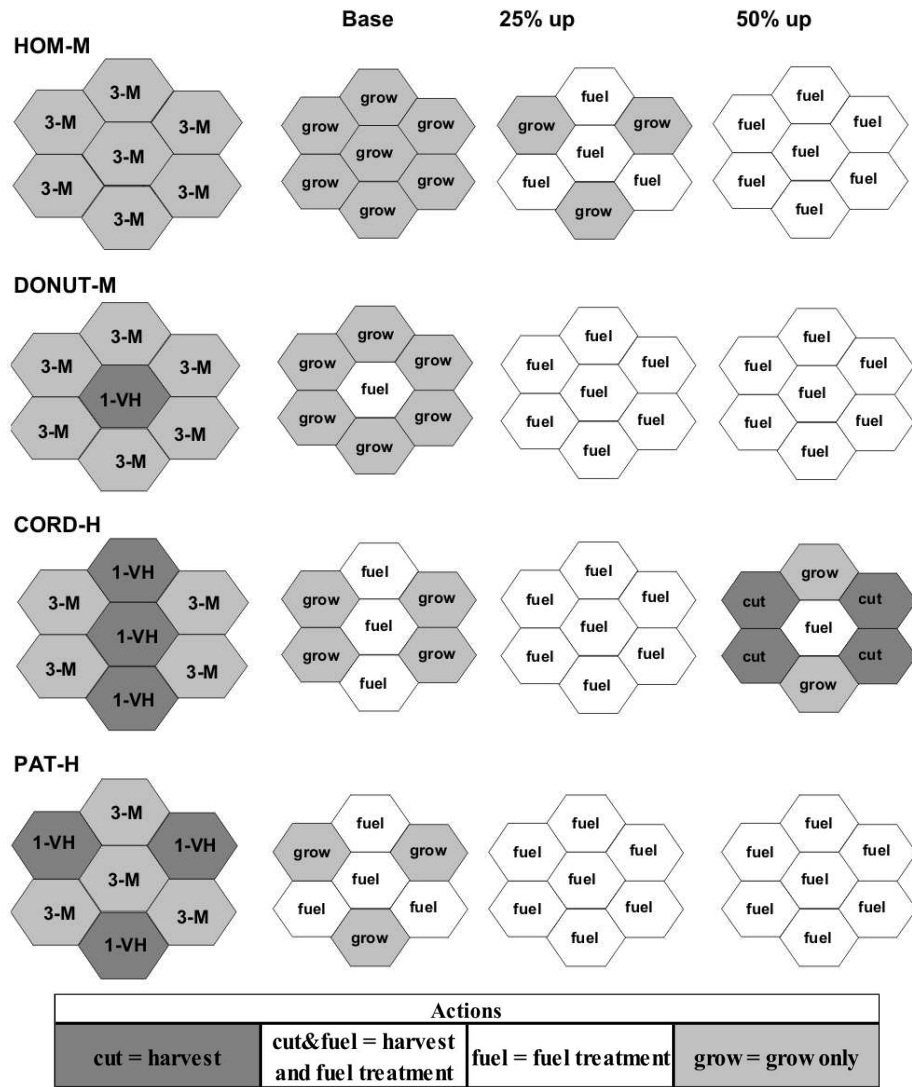 Base
25% up
50% up
HOM-M
3-M
3-M
3-M
3-M
3-M
3-M
3-M
grow
grow
grow
grow
grow
grow
grow
fuel
grow
grow
fuel
fuel
fuel
grow
fuel
fuel
fuel
fuel
fuel
fuel
fuel
DONUT-M
3-M
3-M
3-M
1-VH
3-M
3-M
3-M
grow
grow
grow
fuel
grow
grow
grow
fuel
fuel
fuel
fuel
fuel
fuel
fuel
fuel
fuel
fuel
fuel
fuel
fuel
fuel
CORD-H
1-VH
3-M
3-M
1-VH
3-M
3-M
1-VH
fuel
grow
grow
fuel
grow
grow
fuel
fuel
fuel
fuel
fuel
fuel
fuel
fuel
grow
cut
cut
fuel
cut
cut
grow
PAT-H
3-M
1-VH
1-VH
3-M
3-M
3-M
1-VH
fuel
grow
grow
fuel
fuel
fuel
grow
fuel
fuel
fuel
fuel
fuel
fuel
fuel
fuel
fuel
fuel
fuel
fuel
fuel
fuel
Actions
cut = harvest
cut&fuel = harvest
and fuel treatment
fuel = fuel treatment
grow = grow only